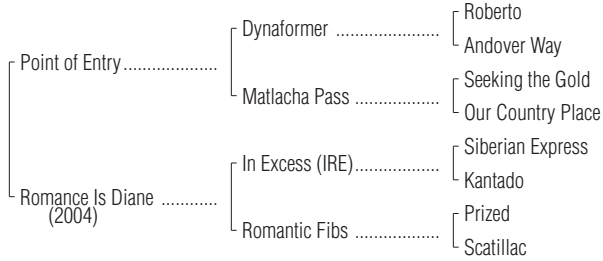 Roberto
Dynaformer ..................
Andover Way
Point of Entry...................
Seeking the Gold
Matlacha Pass ...............
Our Country Place
Siberian Express
In Excess (IRE)................
Kantado
Romance Is Diane ...........
(2004)
Prized
Romantic Fibs ................
Scatillac